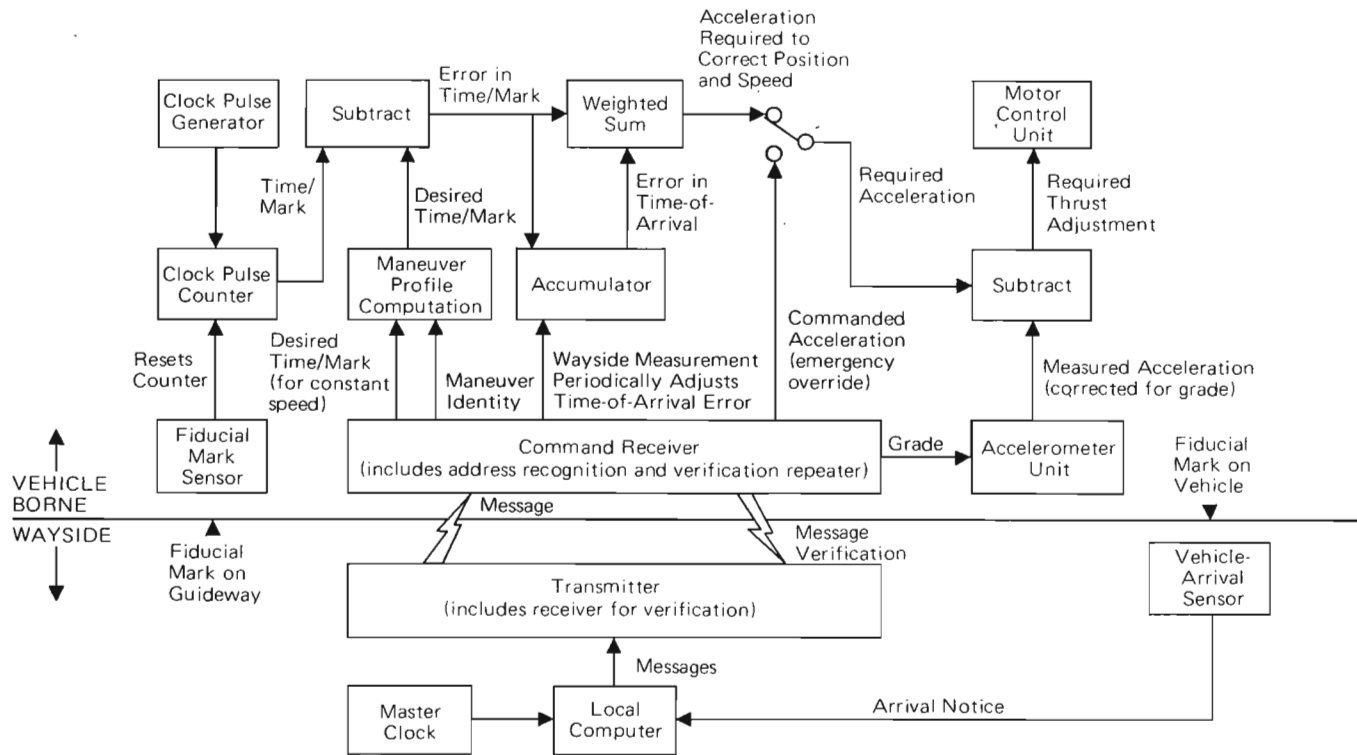 Acceleration
Required to
Correct Position
and Speed
Error in
Time/Mark
Clock Pulse
Generator
Subtract
Weighted
Sum
Motor
Control
Unit
Time/
Mark
Desired
Time/Mark
Error in
Time-of-
Arrival
Required
Acceleration
Required
Thrust
Adjustment
Clock Pulse
Counter
Maneuver
Profile
Computation
Accumulator
Subtract
Resets
Counter
Desired
Time/Mark
(for constant
speed)
Maneuver
Identity
Wayside Measurement
Periodically Adjusts
Time-of-Arrival Error
Commanded
Acceleration
(emergency
override)
Measured Acceleration
(corrected for grade)
Fiducial
Mark
Sensor
Command Receiver
(includes address recognition and verification repeater)
Grade
Accelerometer
Unit
Fiducial
Mark on
Vehicle
VEHICLE
BORNE
WAYSIDE
Message
Message
Verification
Fiducial
Mark on
Guideway
Transmitter
(includes receiver for verification)
Vehicle-
Arrival
Sensor
Messages
Master
Clock
Local
Computer
Arrival Notice